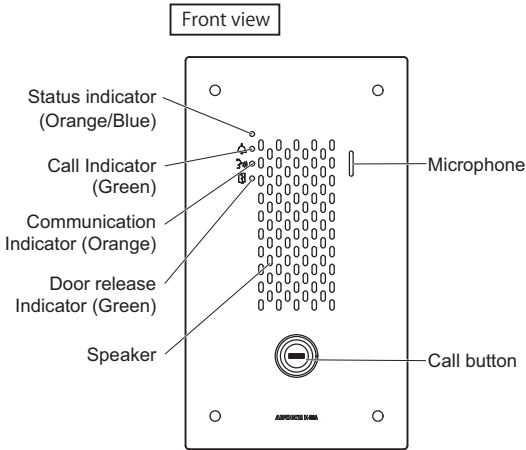 Front view
Status indicator
(Orange/Blue)
Call Indicator
(Green)
Communication
Indicator (Orange)
Door release
Indicator (Green)
Speaker
Microphone
Call button